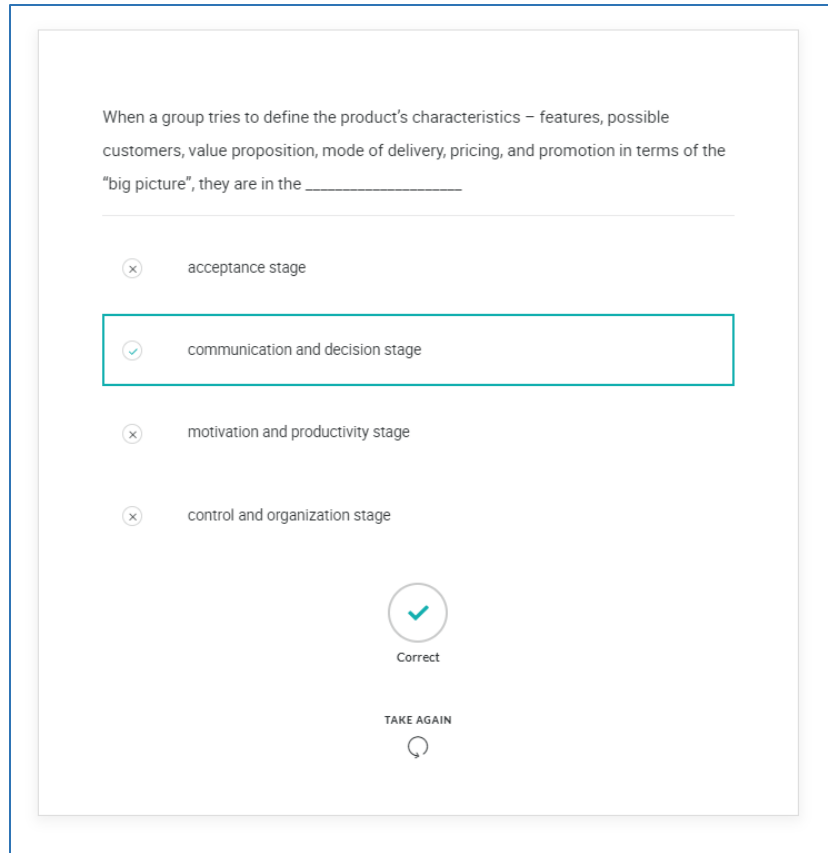 When a group tries to define the product’s characteristics – features, possible
customers, value proposition, mode of delivery, pricing, and promotion in terms of the
“big picture”, they are in the _____________________
acceptance stage
communication and decision stage
motivation and productivity stage
control and organization stage
Correct
TAKE AGAIN